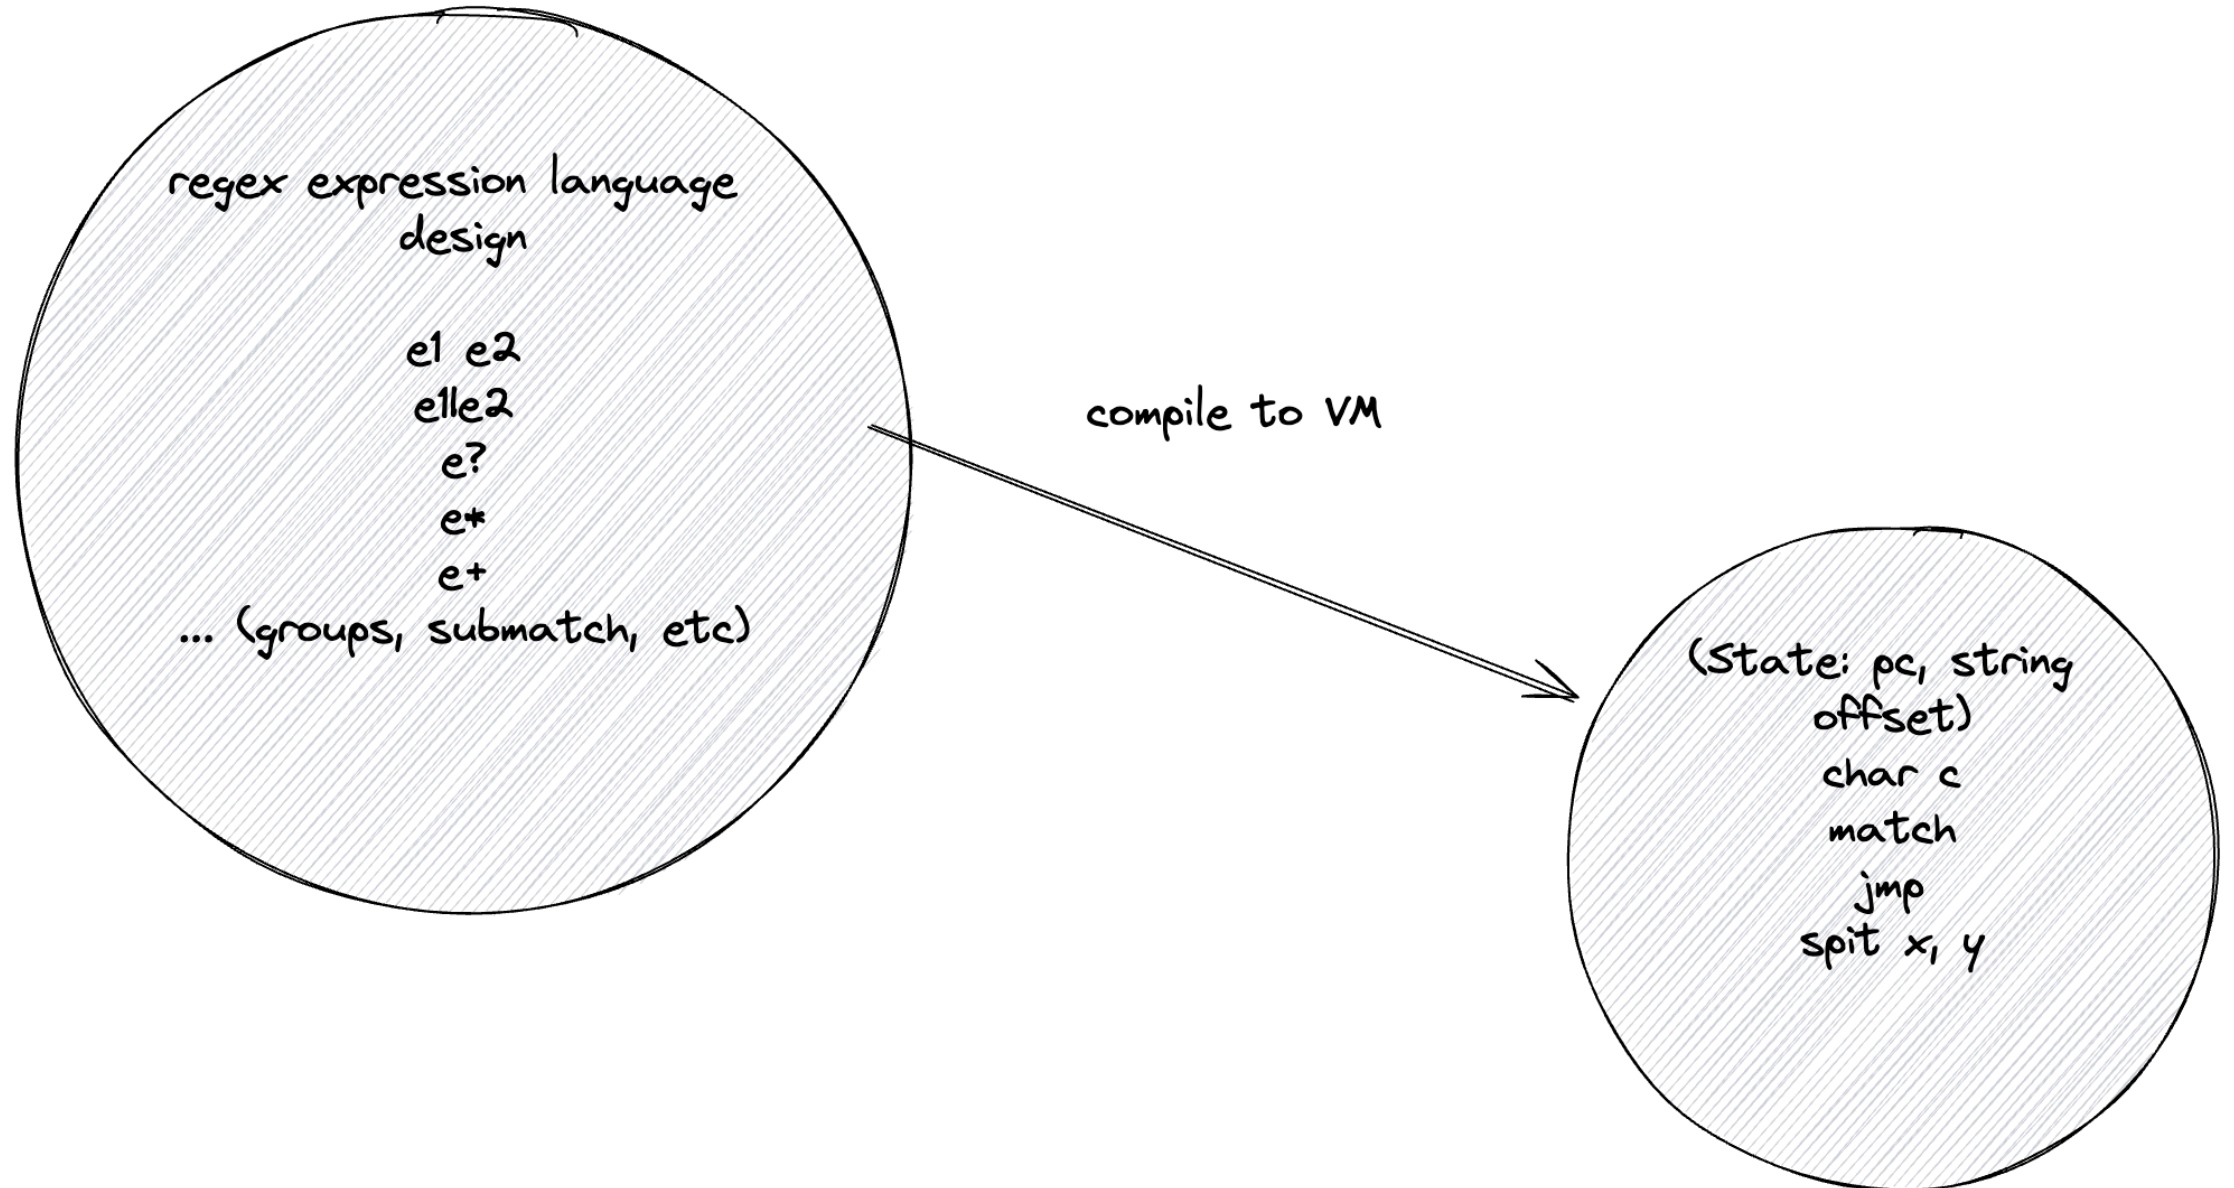 regex expression language
design
e1 e2
e1|e2
e?
e*
e+
... (groups, submatch, etc)
compile to VM
(State: pc, string
offset)
char c
match
jmp
spit x, y